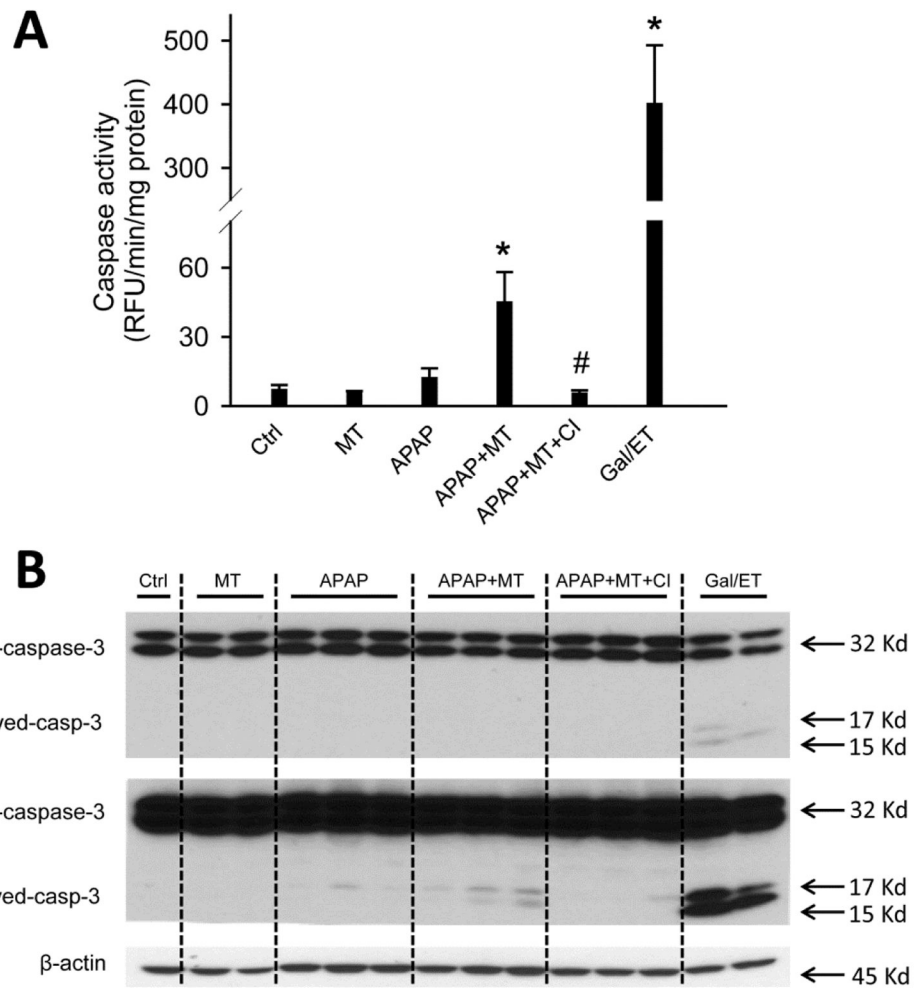 A
Caspase activity
(RFU/min/mg protein)
500
400
300
60
30
0
*
*
#
Ctrl
MT
APAP
APAP+MT
APAP+MT+CI
Gal/ET
B
Ctrl MT APAP APAP+MT APAP+MT+CI Gal/ET
-caspase-3 32 Kd
17 Kd
ved-casp-3
15 Kd
-caspase-3 32 Kd
17 Kd
ved-casp-3
15 Kd
β-actin
45 Kd